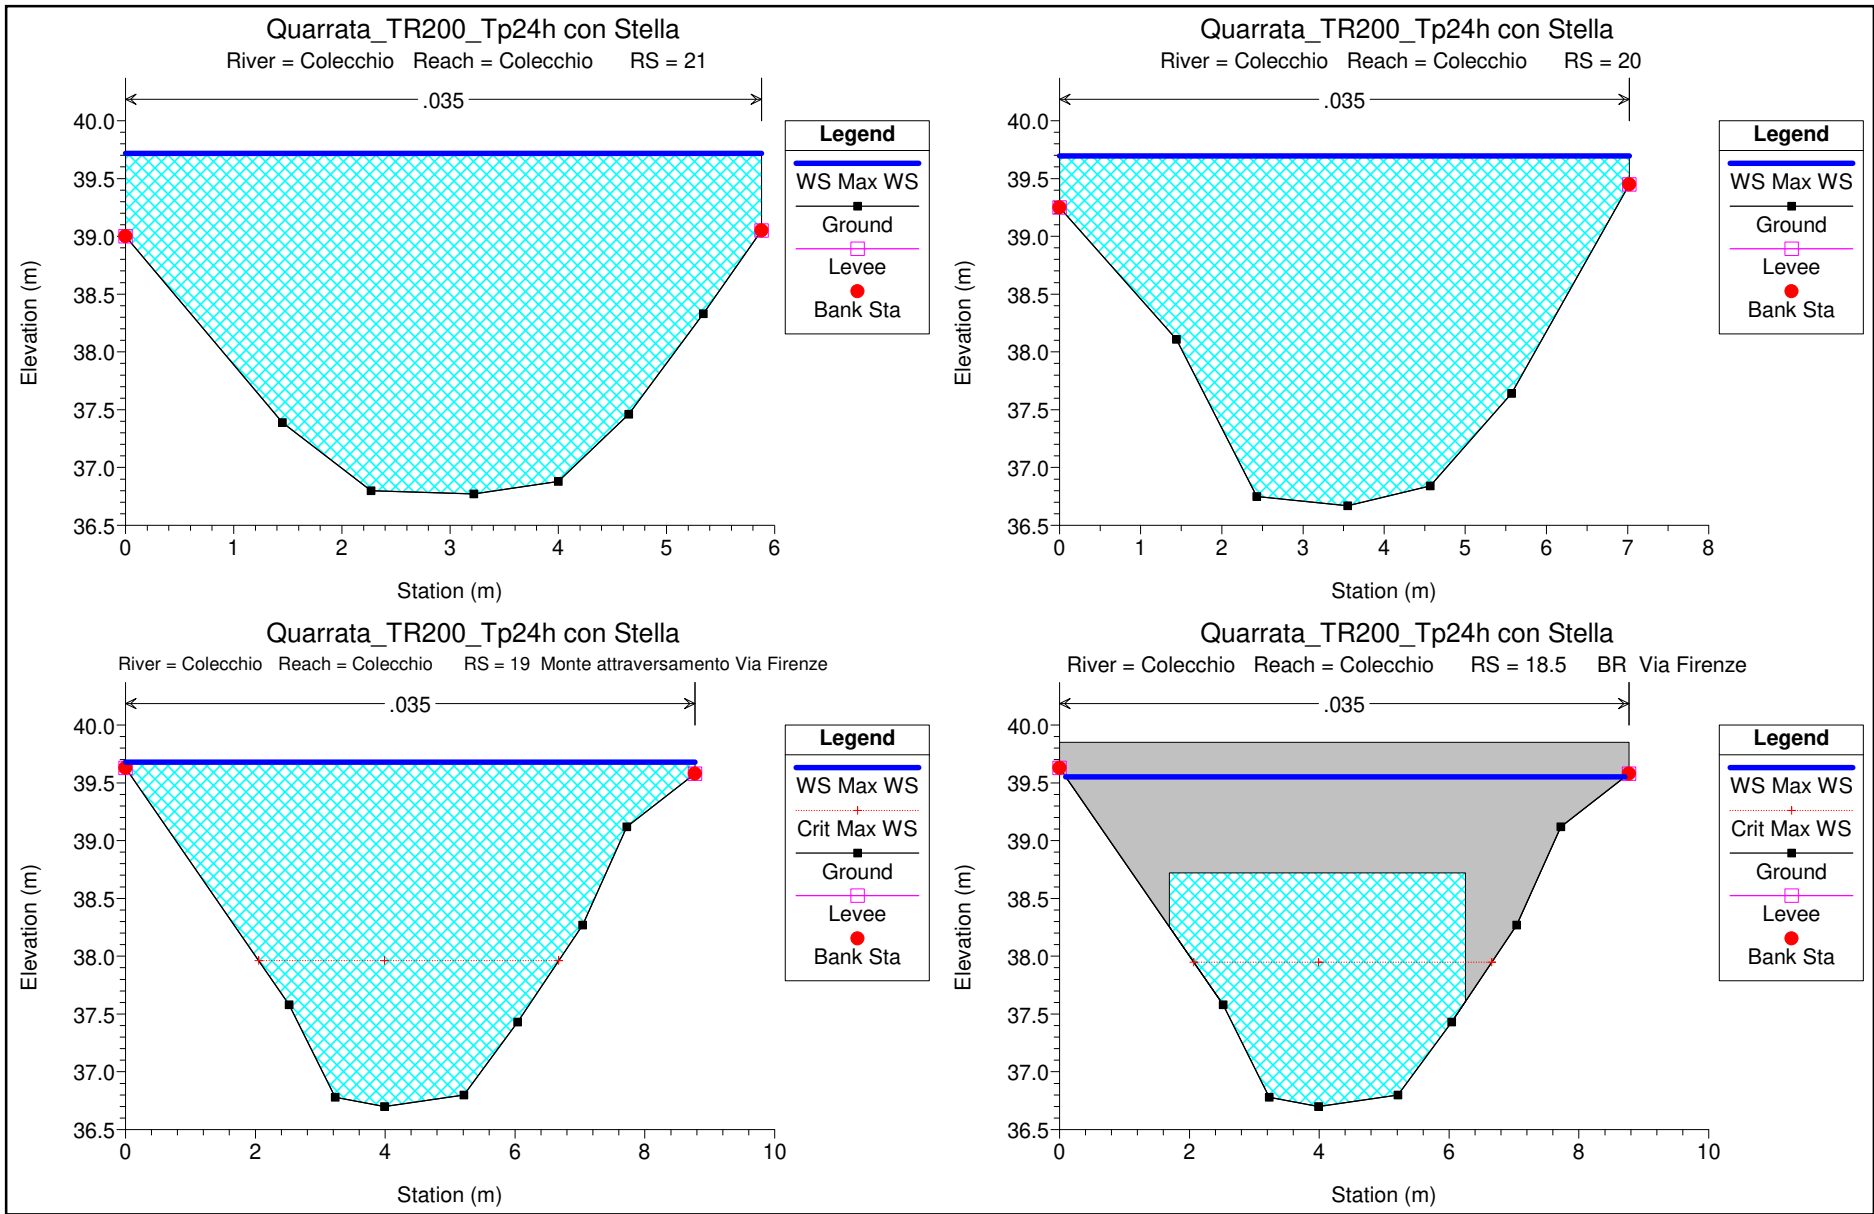 Quarrata_TR200_Tp24h con Stella
River = Colecchio Reach = Colecchio RS = 21
.035
40.0
39.5
39.0
38.5
38.0
37.5
37.0
36.5
0 1 2 3 4 5 6
Station (m)
Elevation (m)
Legend
WS Max WS
Ground
Levee
Bank Sta
Quarrata_TR200_Tp24h con Stella
River = Colecchio Reach = Colecchio RS = 20
.035
40.0
39.5
39.0
38.5
38.0
37.5
37.0
36.5
0 1 2 3 4 5 6 7 8
Station (m)
Elevation (m)
Legend
WS Max WS
Ground
Levee
Bank Sta
Quarrata_TR200_Tp24h con Stella
River = Colecchio Reach = Colecchio RS = 19 Monte attraversamento Via Firenze
.035
40.0
39.5
39.0
38.5
38.0
37.5
37.0
36.5
0 2 4 6 8 10
Station (m)
Elevation (m)
Legend
WS Max WS
Crit Max WS
Ground
Levee
Bank Sta
Quarrata_TR200_Tp24h con Stella
River = Colecchio Reach = Colecchio RS = 18.5 BR Via Firenze
.035
40.0
39.5
39.0
38.5
38.0
37.5
37.0
36.5
0 2 4 6 8 10
Station (m)
Elevation (m)
Legend
WS Max WS
Crit Max WS
Ground
Levee
Bank Sta